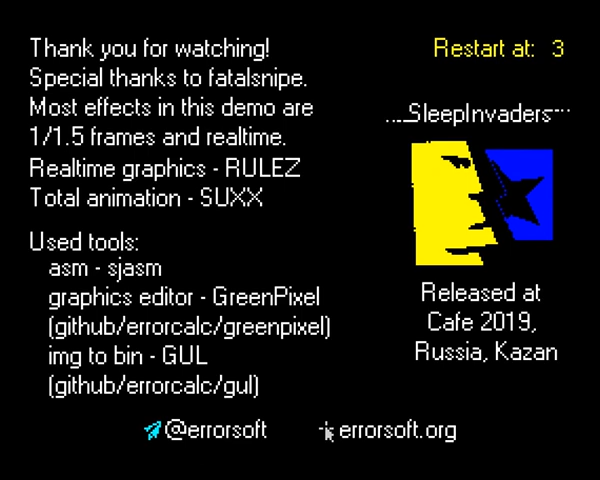 Thank you for watching!
Special thanks to fatalsnipe.
Most effects in this demo are
1/1.5 frames and realtime.
Realtime graphics - RULEZ
Total animation - SUXX
Used tools:
asm - sjasm
graphics editor - GreenPixel
(github/errorcalc/greenpixel)
img to bin - GUL
(github/errorcalc/gul)
Restart at: 3
...SleepInvaders...
Released at
Cafe 2019,
Russia, Kazan
@errorsoft
errorsoft.org